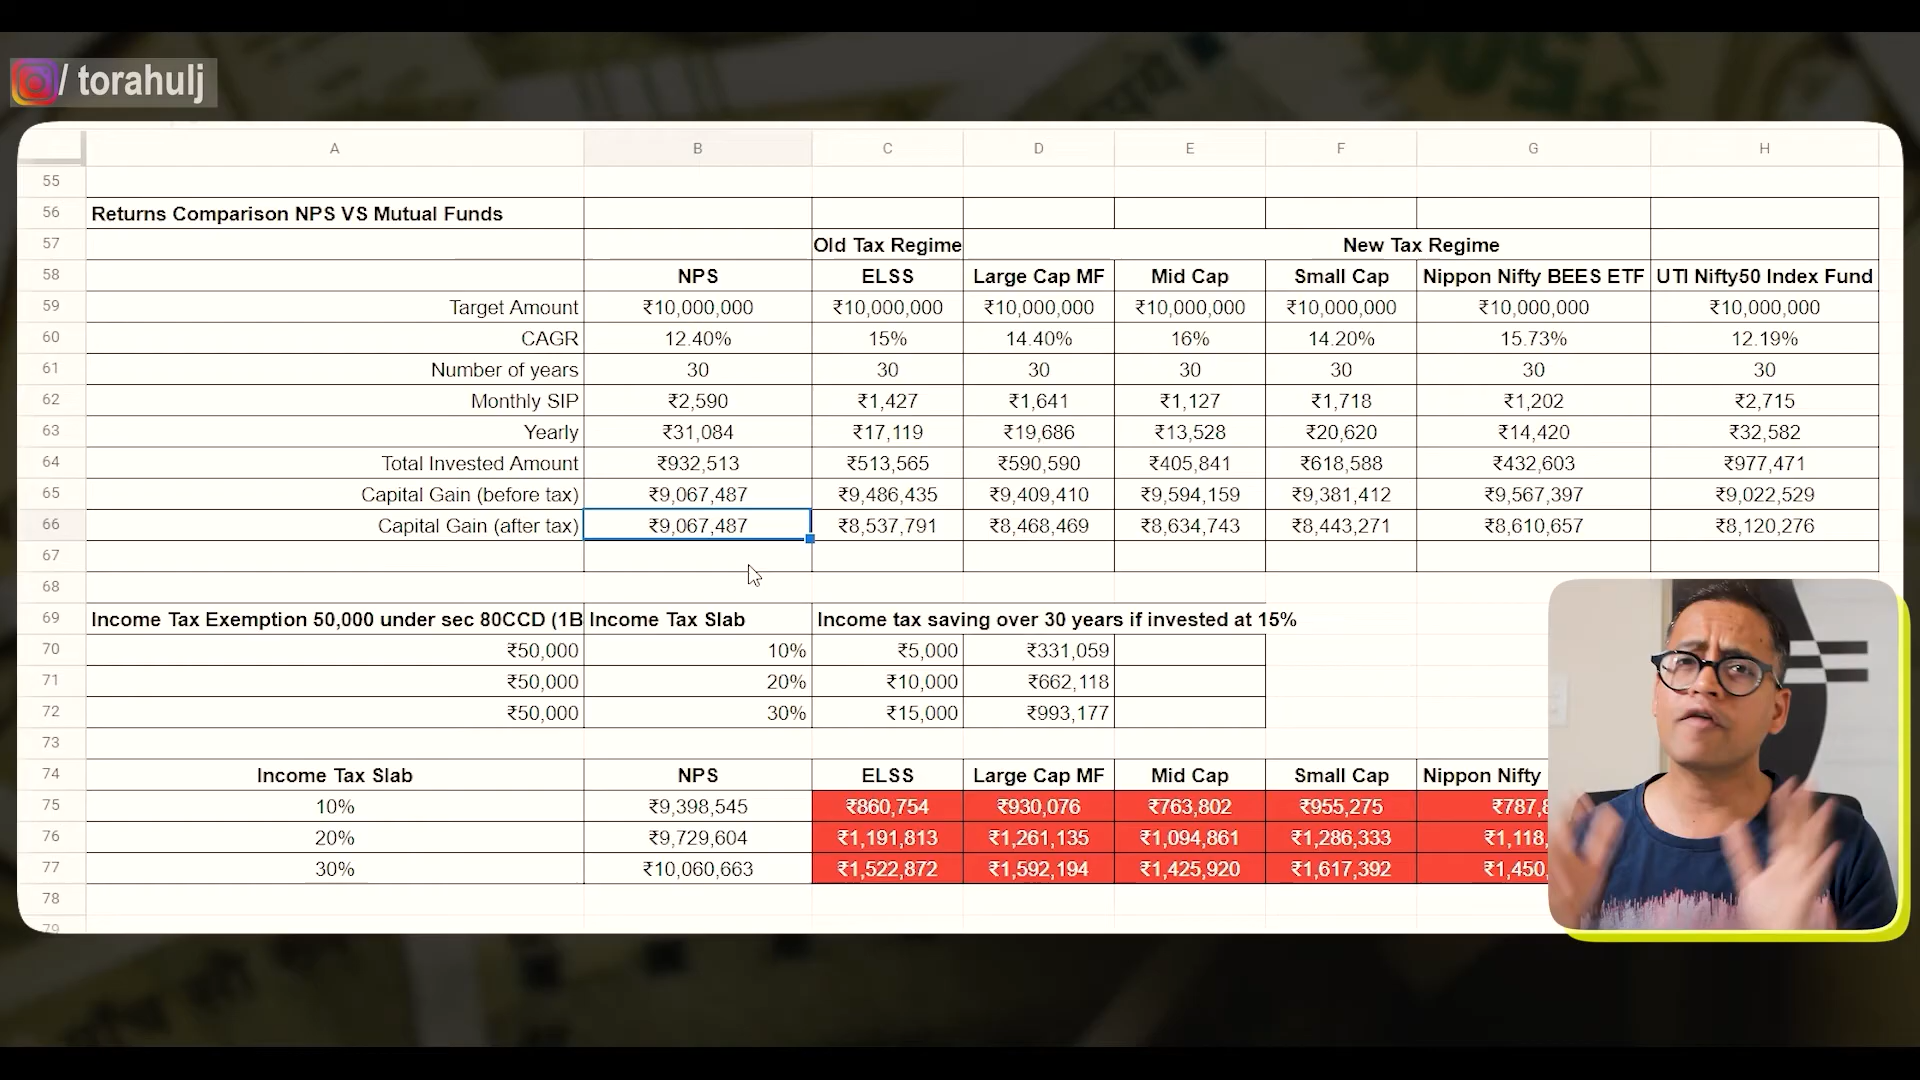 / torahulj
A B C D E F G H
55
56 Returns Comparison NPS VS Mutual Funds
57 Old Tax Regime New Tax Regime
58 NPS ELSS Large Cap MF Mid Cap Small Cap Nippon Nifty BEES ETF UTI Nifty50 Index Fund
59 Target Amount ₹10,000,000 ₹10,000,000 ₹10,000,000 ₹10,000,000 ₹10,000,000 ₹10,000,000 ₹10,000,000
60 CAGR 12.40% 15% 14.40% 16% 14.20% 15.73% 12.19%
61 Number of years 30 30 30 30 30 30 30
62 Monthly SIP ₹2,590 ₹1,427 ₹1,641 ₹1,127 ₹1,718 ₹1,202 ₹2,715
63 Yearly ₹31,084 ₹17,119 ₹19,686 ₹13,528 ₹20,620 ₹14,420 ₹32,582
64 Total Invested Amount ₹932,513 ₹513,565 ₹590,590 ₹405,841 ₹618,588 ₹432,603 ₹977,471
65 Capital Gain (before tax) ₹9,067,487 ₹9,486,435 ₹9,409,410 ₹9,594,159 ₹9,381,412 ₹9,567,397 ₹9,022,529
66 Capital Gain (after tax) ₹9,067,487 ₹8,537,791 ₹8,468,469 ₹8,634,743 ₹8,443,271 ₹8,610,657 ₹8,120,276
67
68
69 Income Tax Exemption 50,000 under sec 80CCD (1B Income Tax Slab Income tax saving over 30 years if invested at 15%
70 ₹50,000 10% ₹5,000 ₹331,059
71 ₹50,000 20% ₹10,000 ₹662,118
72 ₹50,000 30% ₹15,000 ₹993,177
73
74 Income Tax Slab NPS ELSS Large Cap MF Mid Cap Small Cap Nippon Nifty
75 10% ₹9,398,545 ₹860,754 ₹930,076 ₹763,802 ₹955,275 ₹787,8
76 20% ₹9,729,604 ₹1,191,813 ₹1,261,135 ₹1,094,861 ₹1,286,333 ₹1,118,
77 30% ₹10,060,663 ₹1,522,872 ₹1,592,194 ₹1,425,920 ₹1,617,392 ₹1,450,
78
79